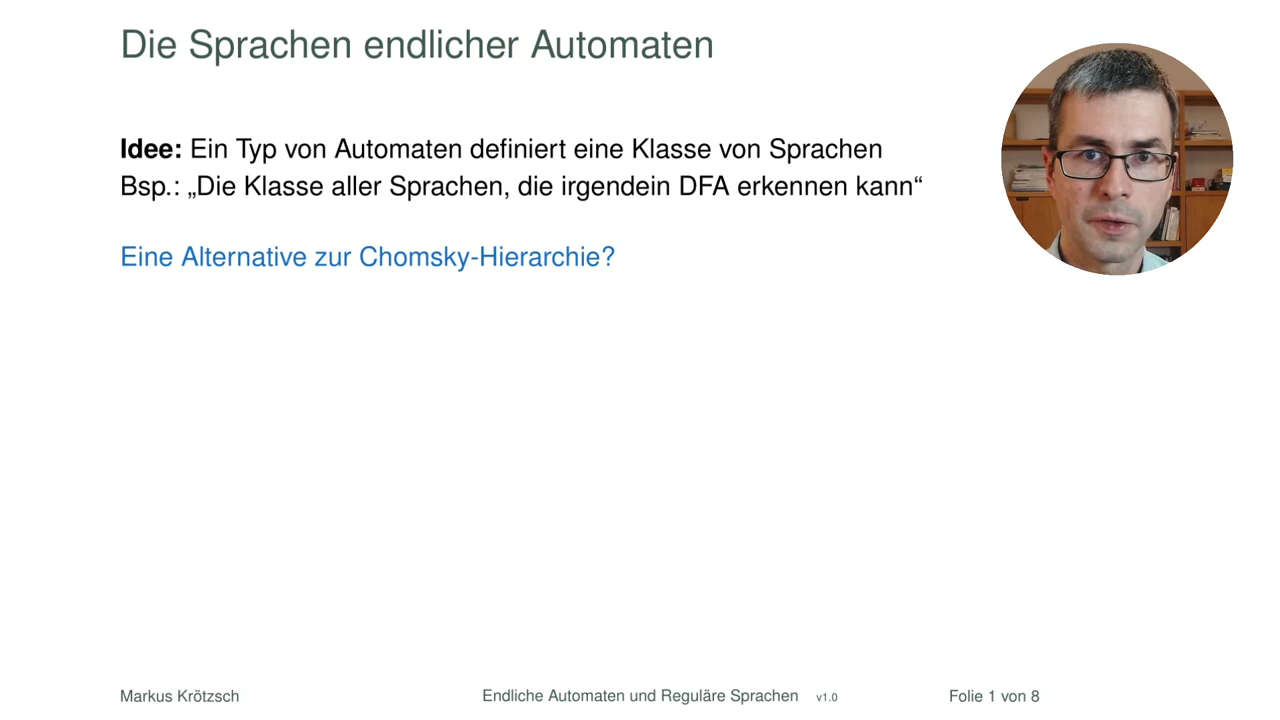 Die Sprachen endlicher Automaten
Idee: Ein Typ von Automaten definiert eine Klasse von Sprachen
Bsp.: „Die Klasse aller Sprachen, die irgendein DFA erkennen kann“
Eine Alternative zur Chomsky-Hierarchie?
Markus Krötzsch
Endliche Automaten und Reguläre Sprachen v1.0
Folie 1 von 8